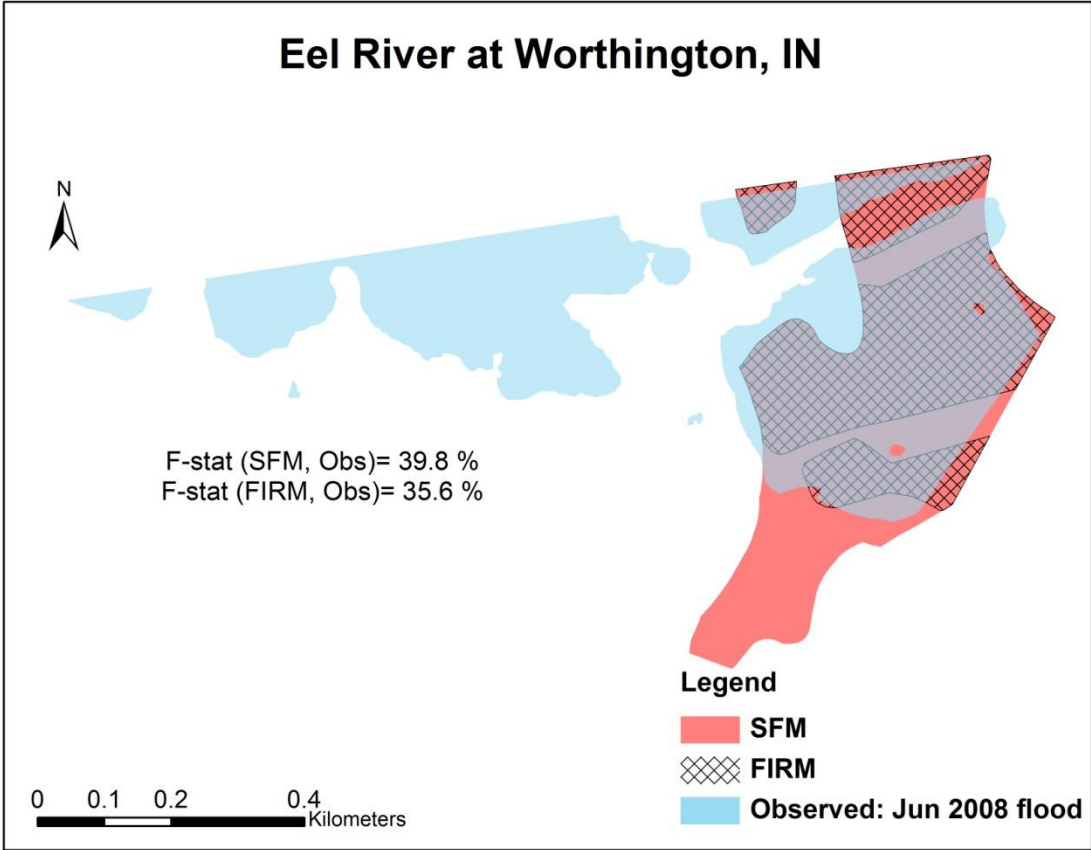 Eel River at Worthington, IN
N
F-stat (SFM, Obs)= 39.8 %
F-stat (FIRM, Obs)= 35.6 %
Legend
SFM
FIRM
Observed: Jun 2008 flood
0 0.1 0.2 0.4
Kilometers